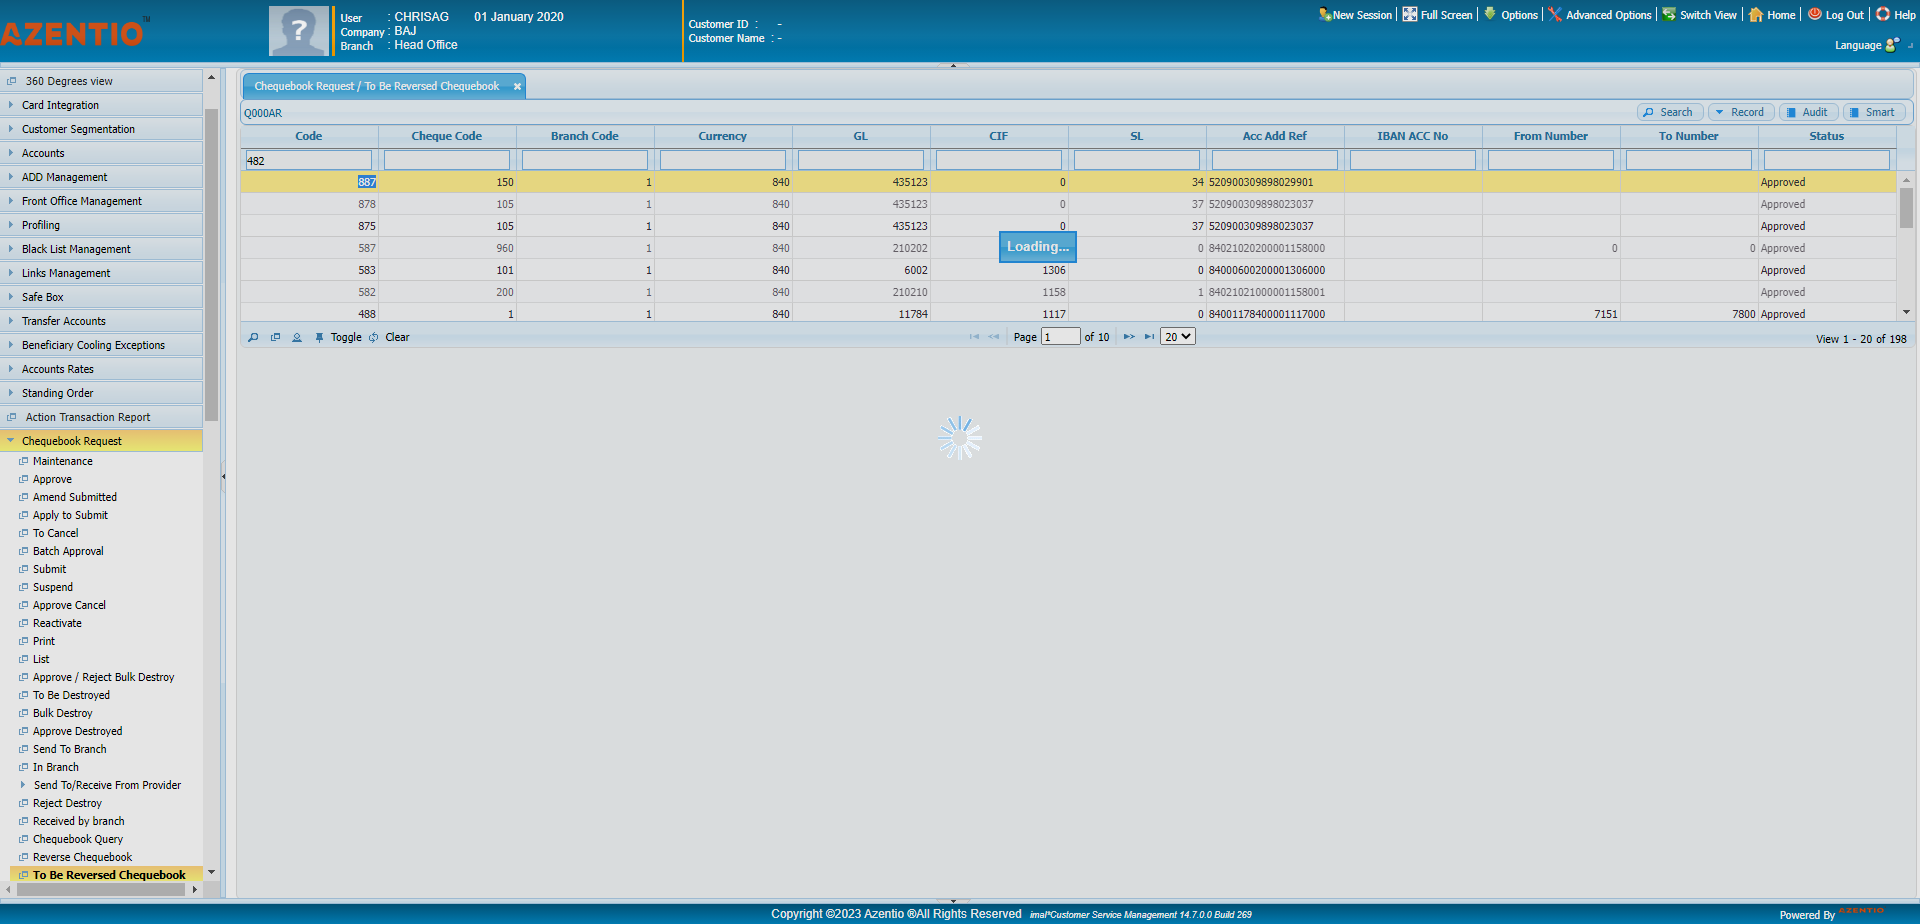 AZENTIO™
User : CHRISAG 01 January 2020
Company : BAJ
Branch : Head Office
Customer ID : -
Customer Name : -
New Session Full Screen Options Advanced Options Switch View Home Log Out Help
Language
360 Degrees view
Card Integration
Customer Segmentation
Accounts
ADD Management
Front Office Management
Profiling
Black List Management
Links Management
Safe Box
Transfer Accounts
Beneficiary Cooling Exceptions
Accounts Rates
Standing Order
Action Transaction Report
Chequebook Request
Maintenance
Approve
Amend Submitted
Apply to Submit
To Cancel
Batch Approval
Submit
Suspend
Approve Cancel
Reactivate
Print
List
Approve / Reject Bulk Destroy
To Be Destroyed
Bulk Destroy
Approve Destroyed
Send To Branch
In Branch
Send To/Receive From Provider
Reject Destroy
Received by branch
Chequebook Query
Reverse Chequebook
To Be Reversed Chequebook
Chequebook Request / To Be Reversed Chequebook
Q000AR
Search Record Audit Smart
Code Cheque Code Branch Code Currency GL CIF SL Acc Add Ref IBAN ACC No From Number To Number Status
482
887 150 1 840 435123 0 34 520900309898029901 Approved
878 105 1 840 435123 0 37 520900309898023037 Approved
875 105 1 840 435123 0 37 520900309898023037 Approved
587 960 1 840 210202 0 84021020200001158000 0 0 Approved
Loading...
583 101 1 840 6002 1306 0 84000600200001306000 Approved
582 200 1 840 210210 1158 1 84021021000001158001 Approved
488 1 1 840 11784 1117 0 84001178400001117000 7151 7800 Approved
Toggle Clear
Page 1 of 10 20
View 1 - 20 of 198
Copyright ©2023 Azentio ®All Rights Reserved imal®Customer Service Management 14.7.0.0 Build 269
Powered By AZENTIO